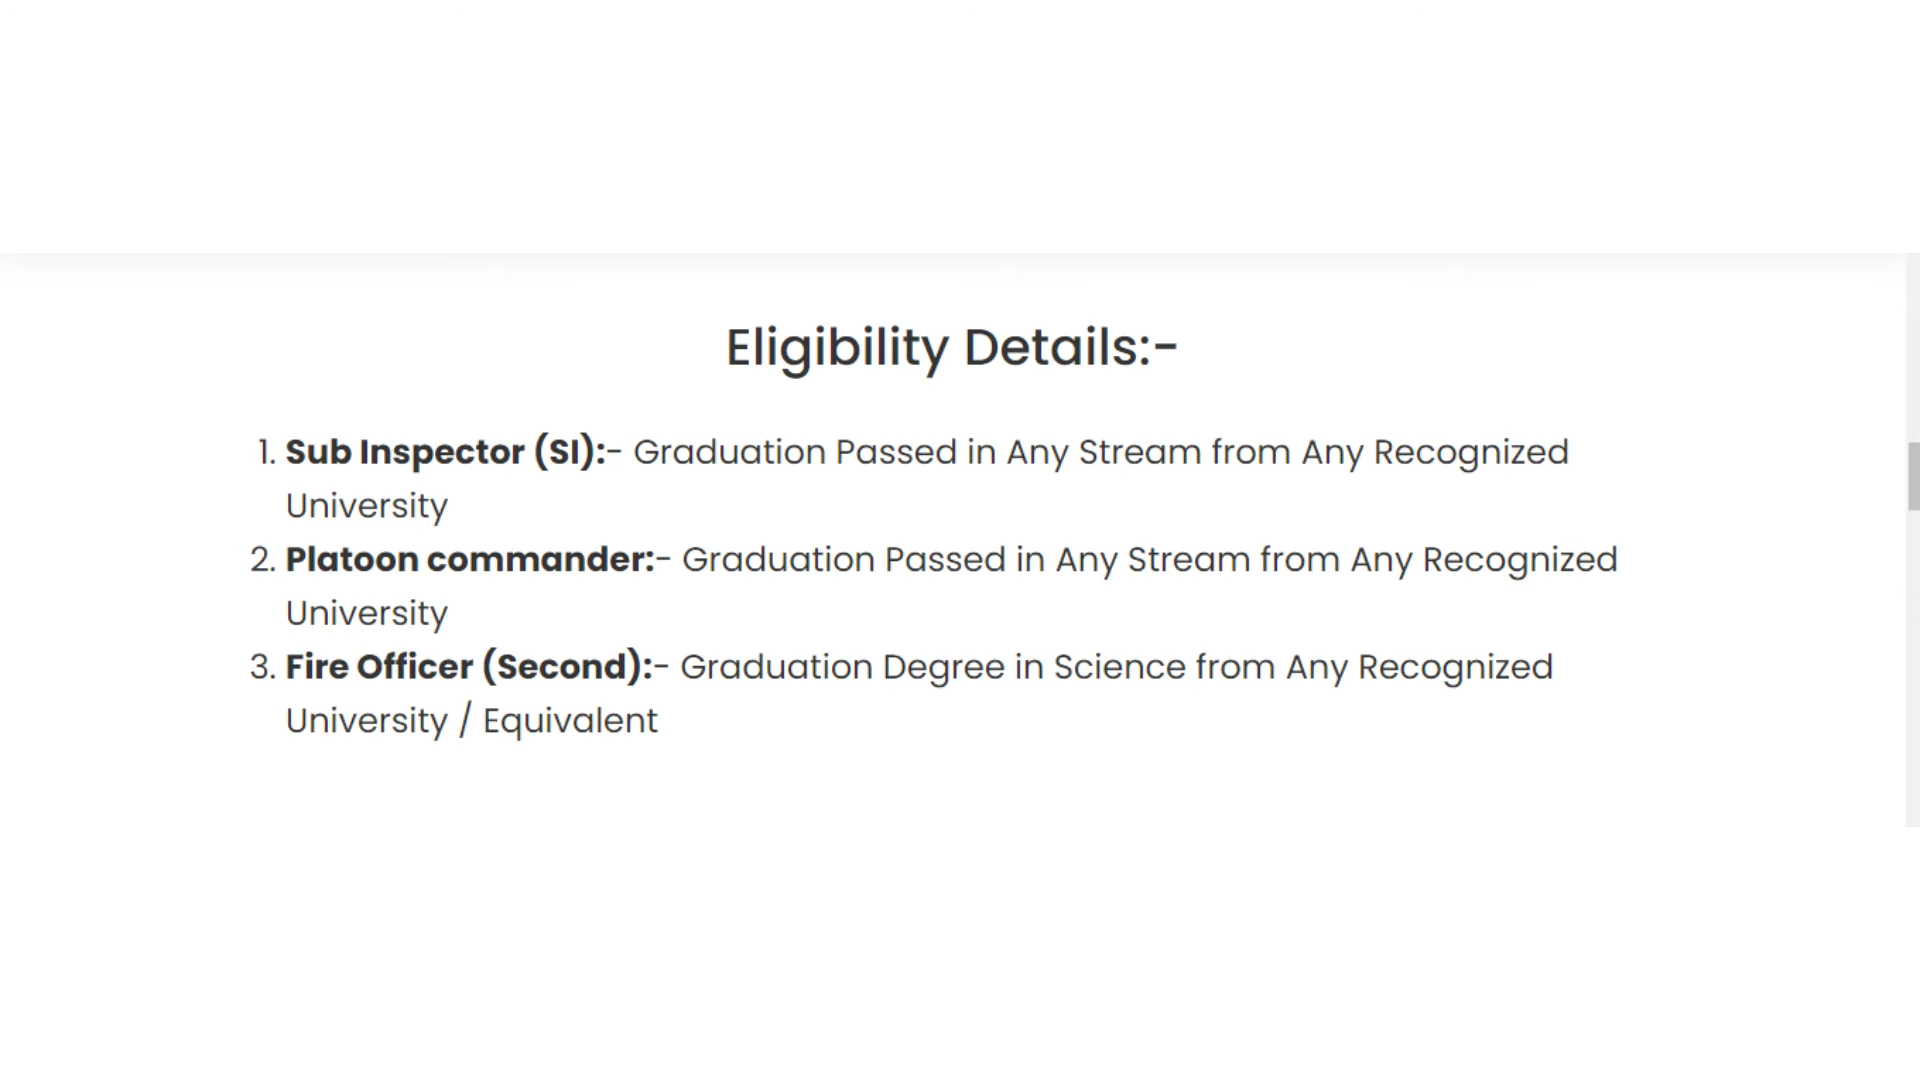 Eligibility Details:-
1. Sub Inspector (SI):- Graduation Passed in Any Stream from Any Recognized
University
2. Platoon commander:- Graduation Passed in Any Stream from Any Recognized
University
3. Fire Officer (Second):- Graduation Degree in Science from Any Recognized
University / Equivalent